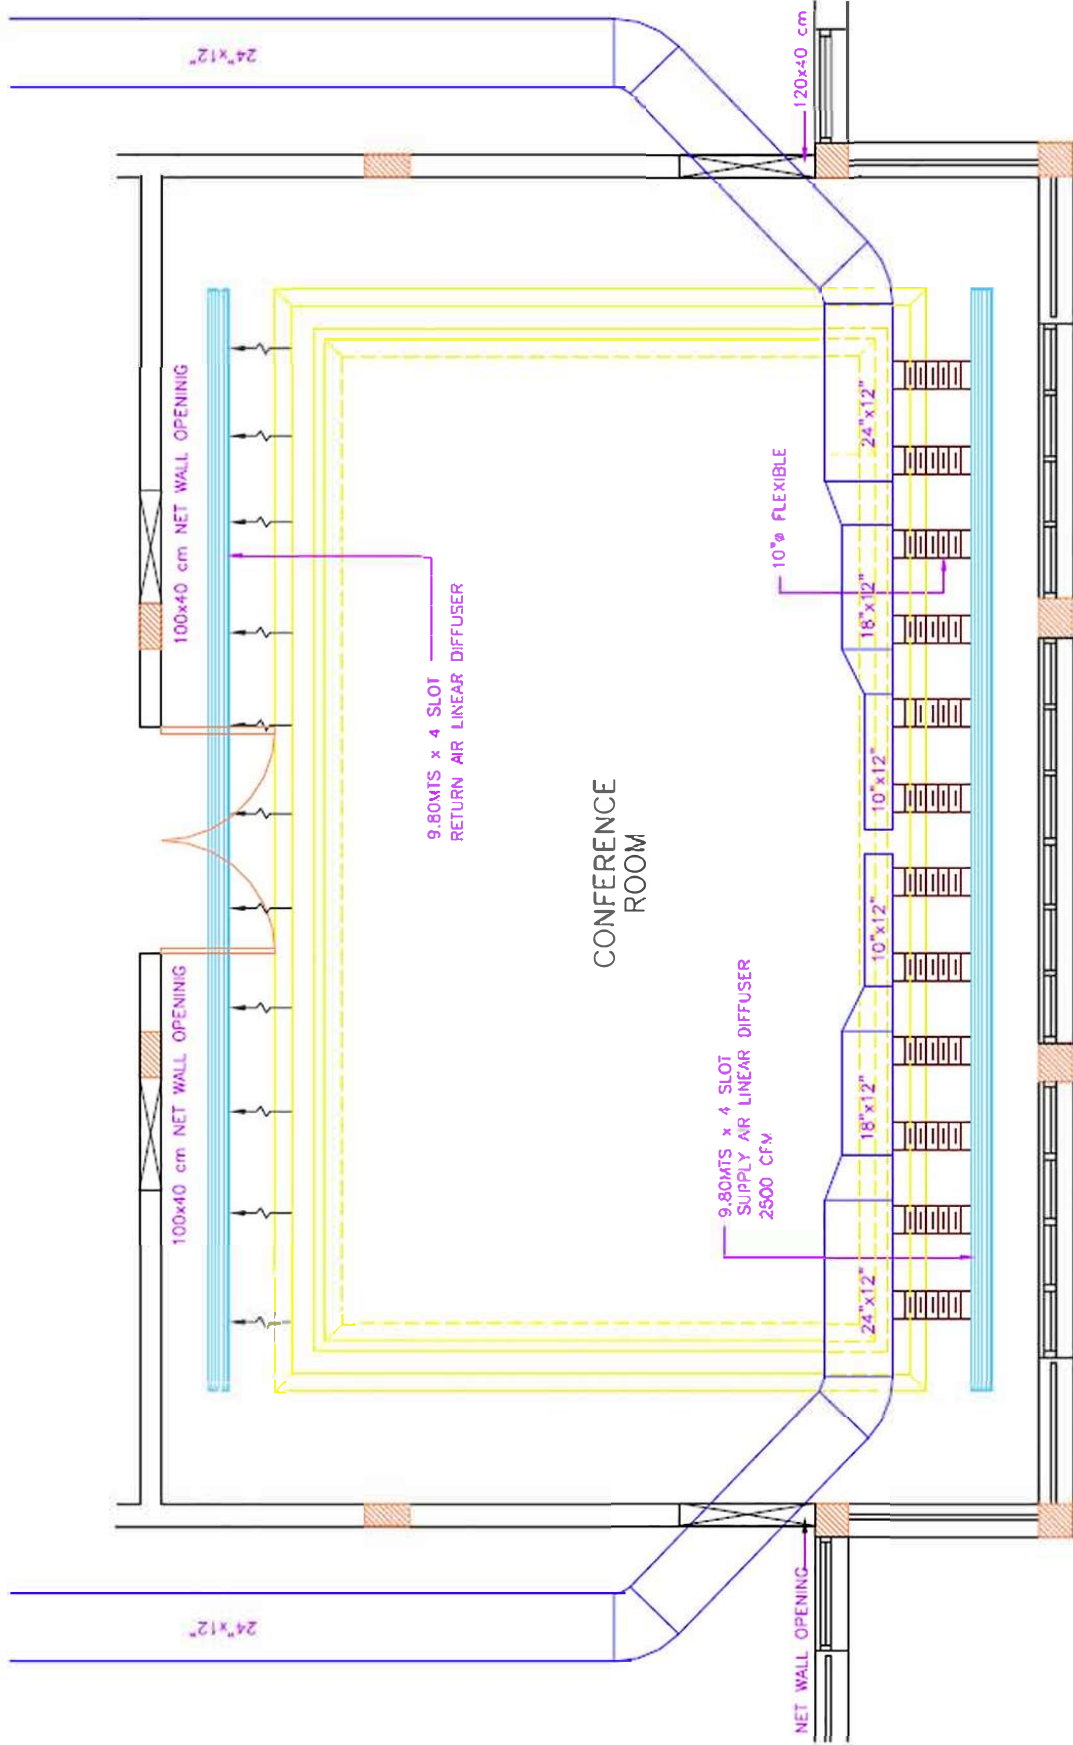 24"x12"
120x40 cm
100x40 cm NET WALL OPENINIG
9.80MTS x 4 SLOT
RETURN AIR LINEAR DIFFUSER
10"ø FLEXIBLE
24"x12"
18"x12"
10"x12"
CONFERENCE
ROOM
100x40 cm NET WALL OPENINIG
9.80MTS x 4 SLOT
SUPPLY AIR LINEAR DIFFUSER
2500 CFM
10"x12"
18"x12"
24"x12"
24"x12"
NET WALL OPENING